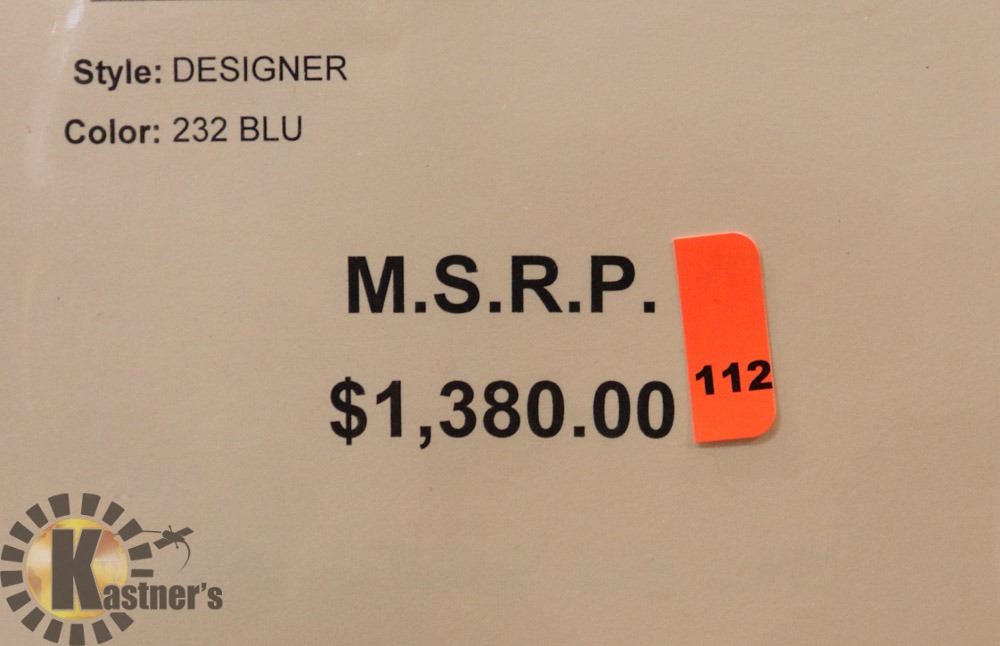 Style: DESIGNER
Color: 232 BLU
M.S.R.P.
$1,380.00
112
Kastner's